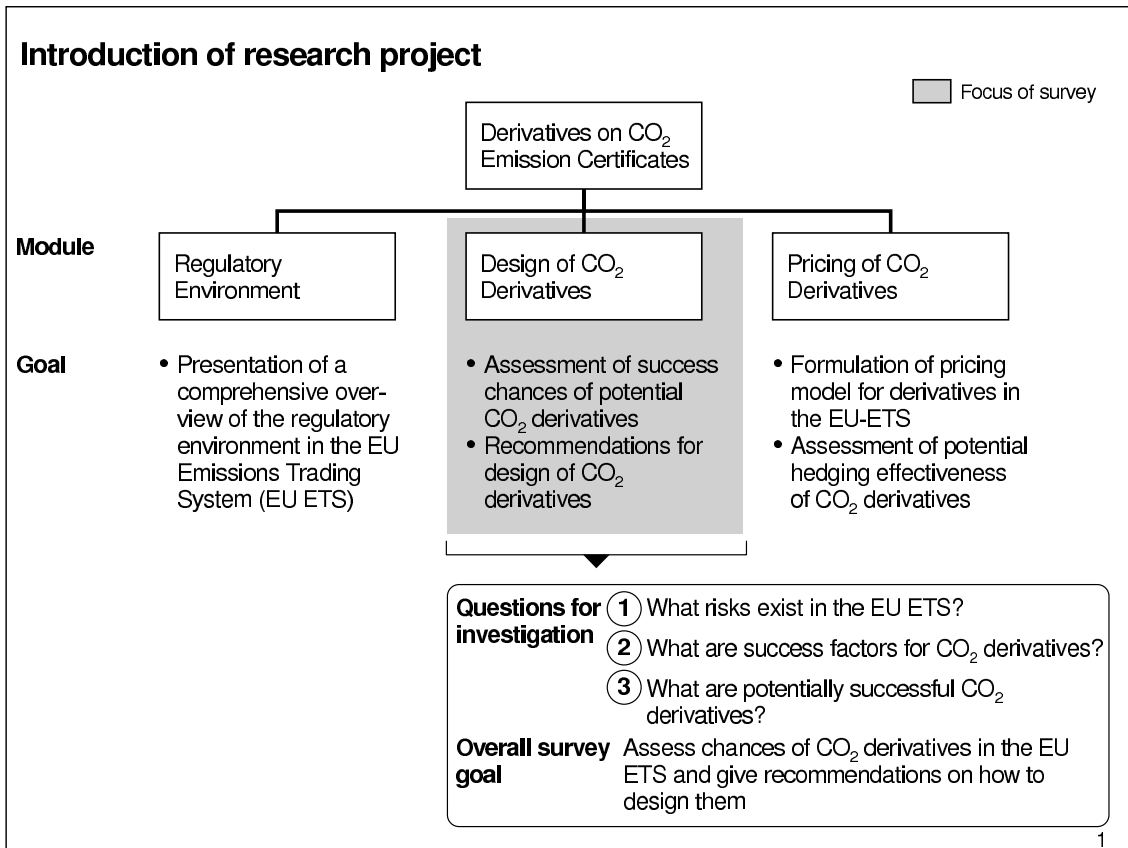 Introduction of research project
Focus of survey
Derivatives on CO₂
Emission Certificates
Module
Regulatory
Environment
Design of CO₂
Derivatives
Pricing of CO₂
Derivatives
Goal
• Presentation of a
comprehensive over-
view of the regulatory
environment in the EU
Emissions Trading
System (EU ETS)
• Assessment of success
chances of potential
CO₂ derivatives
• Recommendations for
design of CO₂
derivatives
• Formulation of pricing
model for derivatives in
the EU-ETS
• Assessment of potential
hedging effectiveness
of CO₂ derivatives
Questions for
investigation
1 What risks exist in the EU ETS?
2 What are success factors for CO₂ derivatives?
3 What are potentially successful CO₂
derivatives?
Overall survey
goal
Assess chances of CO₂ derivatives in the EU
ETS and give recommendations on how to
design them
1